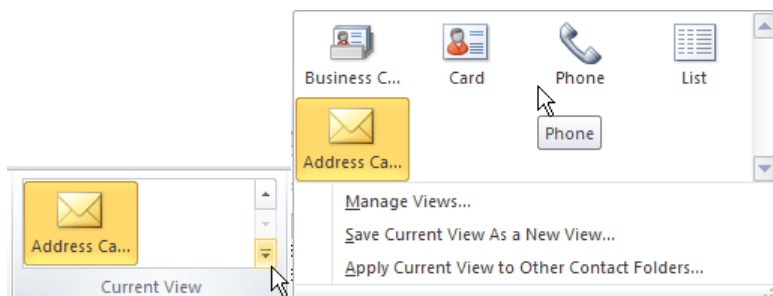 Business C...
Card
Phone
List
Address Ca...
Phone
Manage Views...
Save Current View As a New View...
Apply Current View to Other Contact Folders...
Address Ca...
Current View